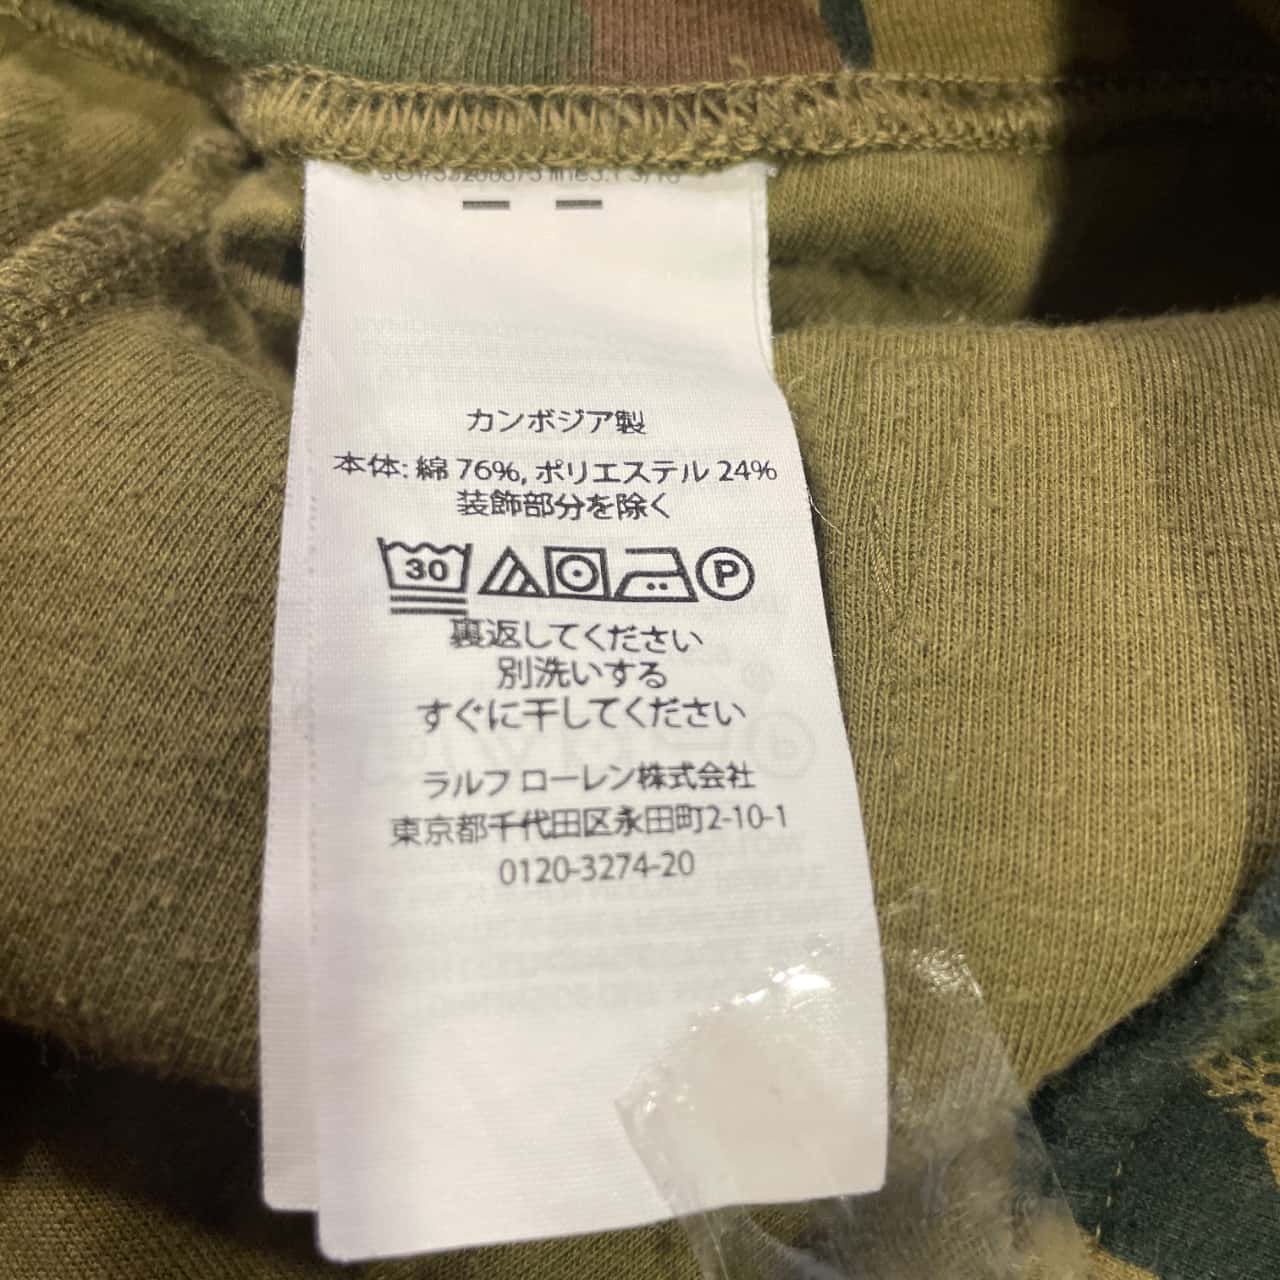 カンボジア製
本体: 綿 76%, ポリエステル 24%
装飾部分を除く
30 P
裏返してください
別洗いする
すぐに干してください
ラルフ ローレン株式会社
東京都千代田区永田町2-10-1
0120-3274-20